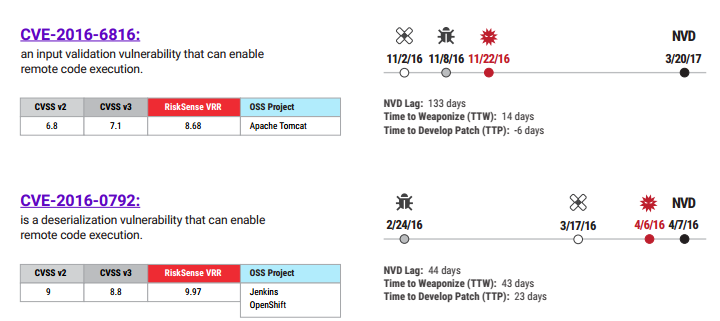 CVE-2016-6816:
an input validation vulnerability that can enable
remote code execution.
CVSS v2 CVSS v3 RiskSense VRR OSS Project
6.8 7.1 8.68 Apache Tomcat
NVD
11/2/16 11/8/16 11/22/16 3/20/17
NVD Lag: 133 days
Time to Weaponize (TTW): 14 days
Time to Develop Patch (TTP): -6 days
CVE-2016-0792:
is a deserialization vulnerability that can enable
remote code execution.
CVSS v2 CVSS v3 RiskSense VRR OSS Project
9 8.8 9.97 Jenkins
OpenShift
NVD
2/24/16 3/17/16 4/6/16 4/7/16
NVD Lag: 44 days
Time to Weaponize (TTW): 43 days
Time to Develop Patch (TTP): 23 days